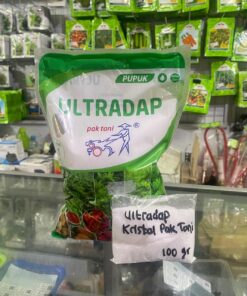 PUPUK
ULTRADAP
pak tani
Ultradap
Kristal Pak Tani
100 gr